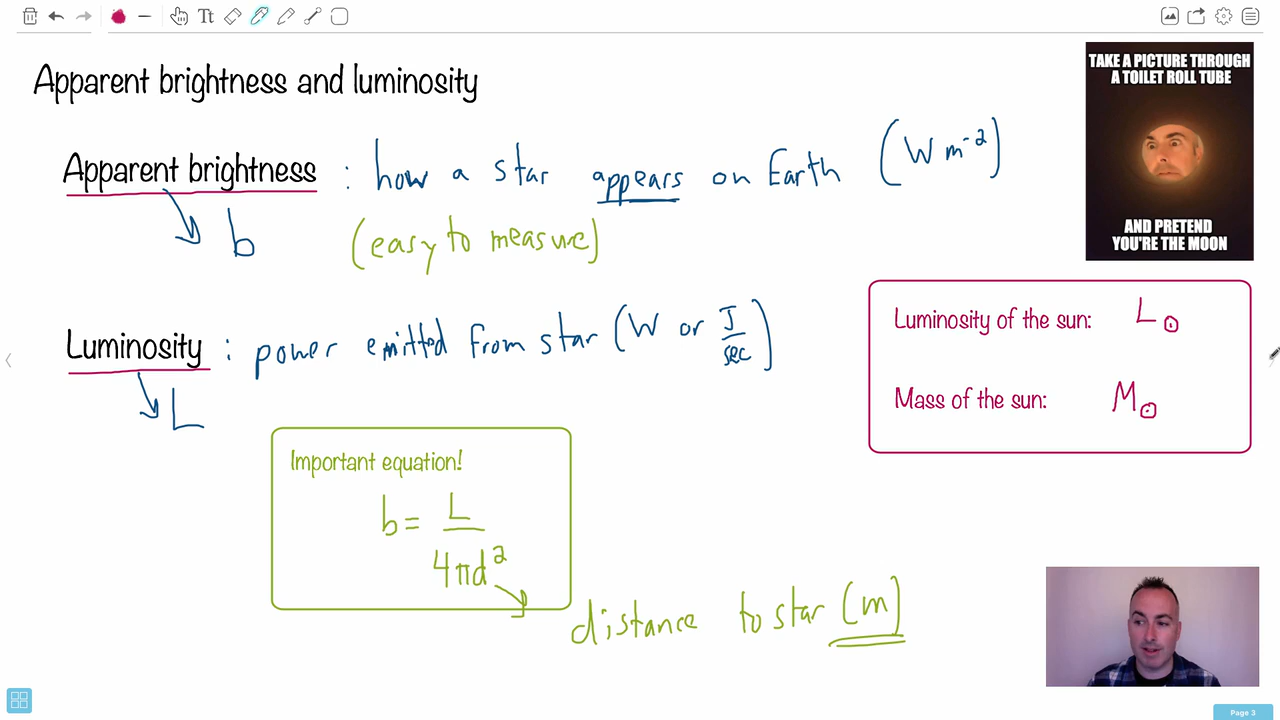 Tt
Apparent brightness and luminosity
TAKE A PICTURE THROUGH
A TOILET ROLL TUBE
AND PRETEND
YOU'RE THE MOON
Apparent brightness : how a star appears on Earth (W m⁻²)
b
(easy to measure)
Luminosity : power emitted from star (W or J/sec)
L
Luminosity of the sun: L⊙
Mass of the sun: M⊙
Important equation!
b = L
4πd²
distance to star (m)
Page 3